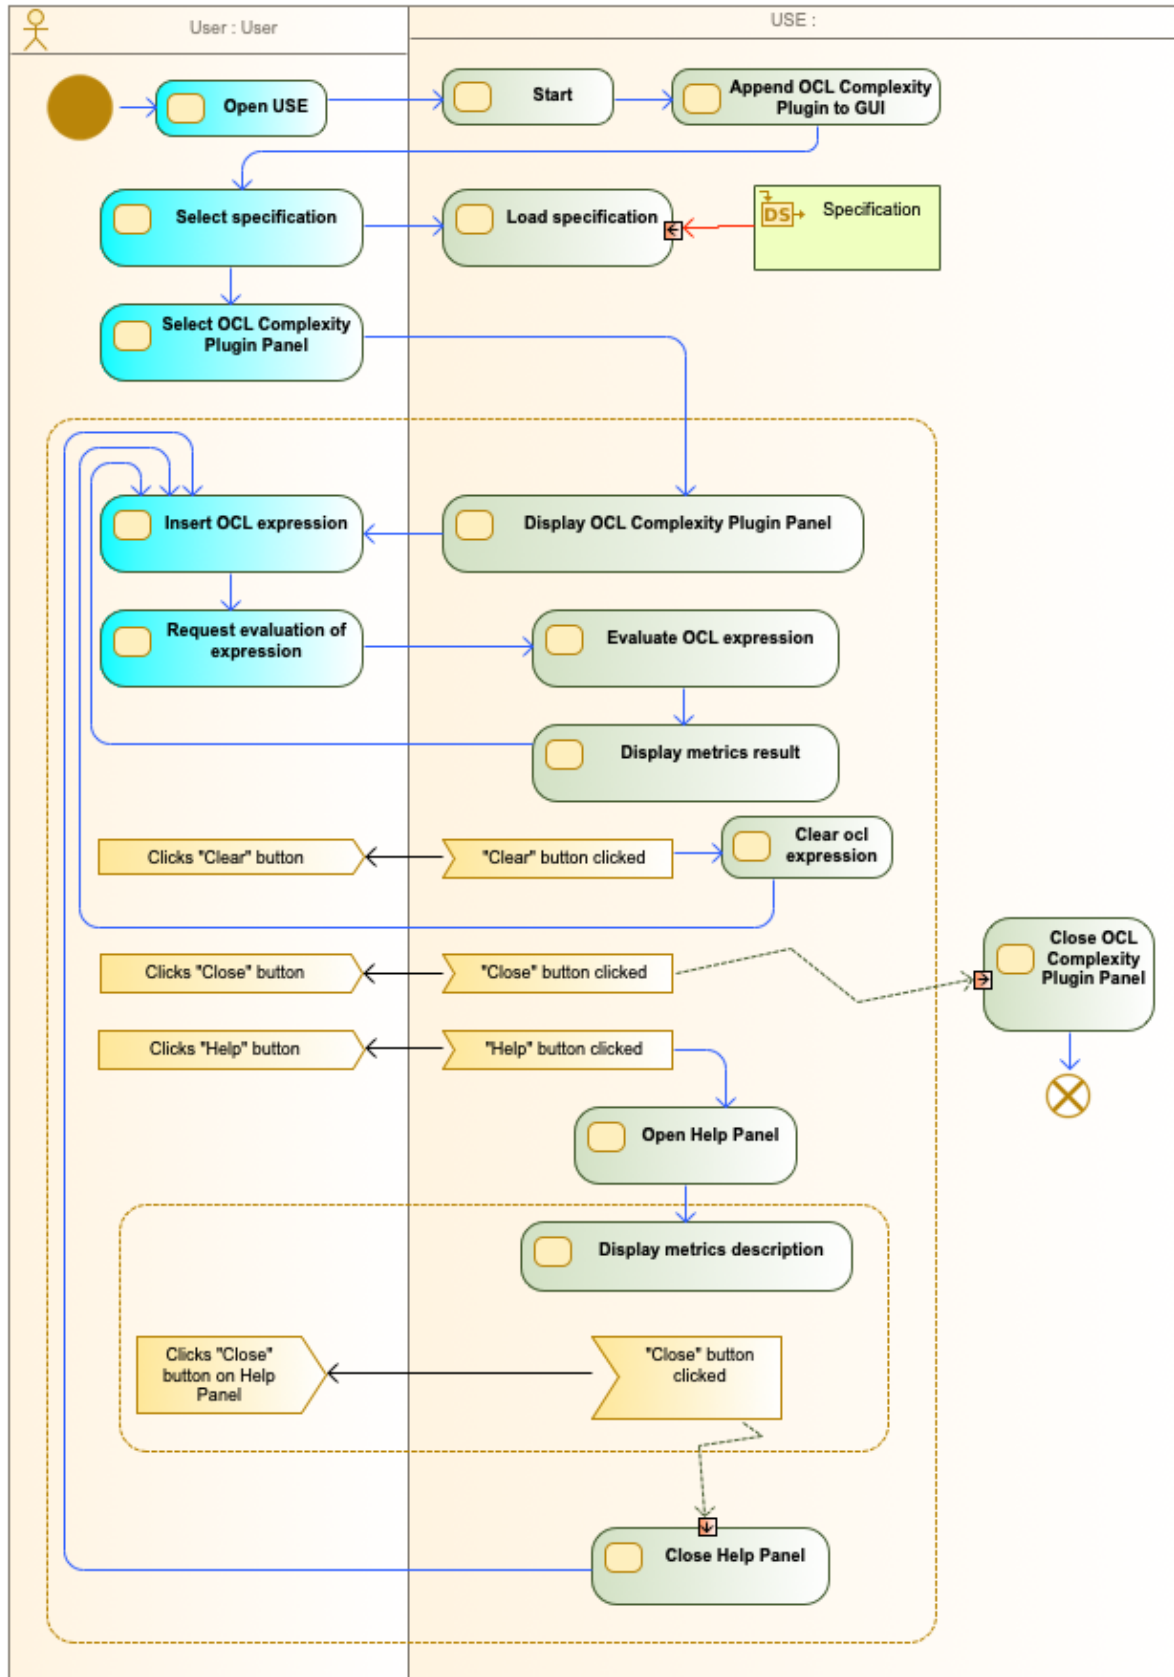 User : User
USE :
Open USE
Start
Append OCL Complexity
Plugin to GUI
Select specification
Load specification
DS
Specification
Select OCL Complexity
Plugin Panel
Insert OCL expression
Display OCL Complexity Plugin Panel
Request evaluation of
expression
Evaluate OCL expression
Display metrics result
Clicks "Clear" button
"Clear" button clicked
Clear ocl
expression
Clicks "Close" button
"Close" button clicked
Close OCL
Complexity
Plugin Panel
Clicks "Help" button
"Help" button clicked
Open Help Panel
Display metrics description
Clicks "Close"
button on Help
Panel
"Close" button
clicked
Close Help Panel